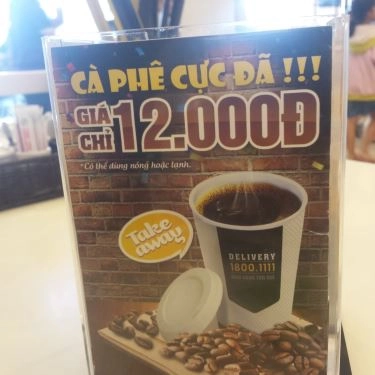 CÀ PHÊ CỰC ĐÃ !!!
GIÁ CHỈ 12.000Đ
*Có thể dùng nóng hoặc lạnh.
Take away
DELIVERY
1800.1111